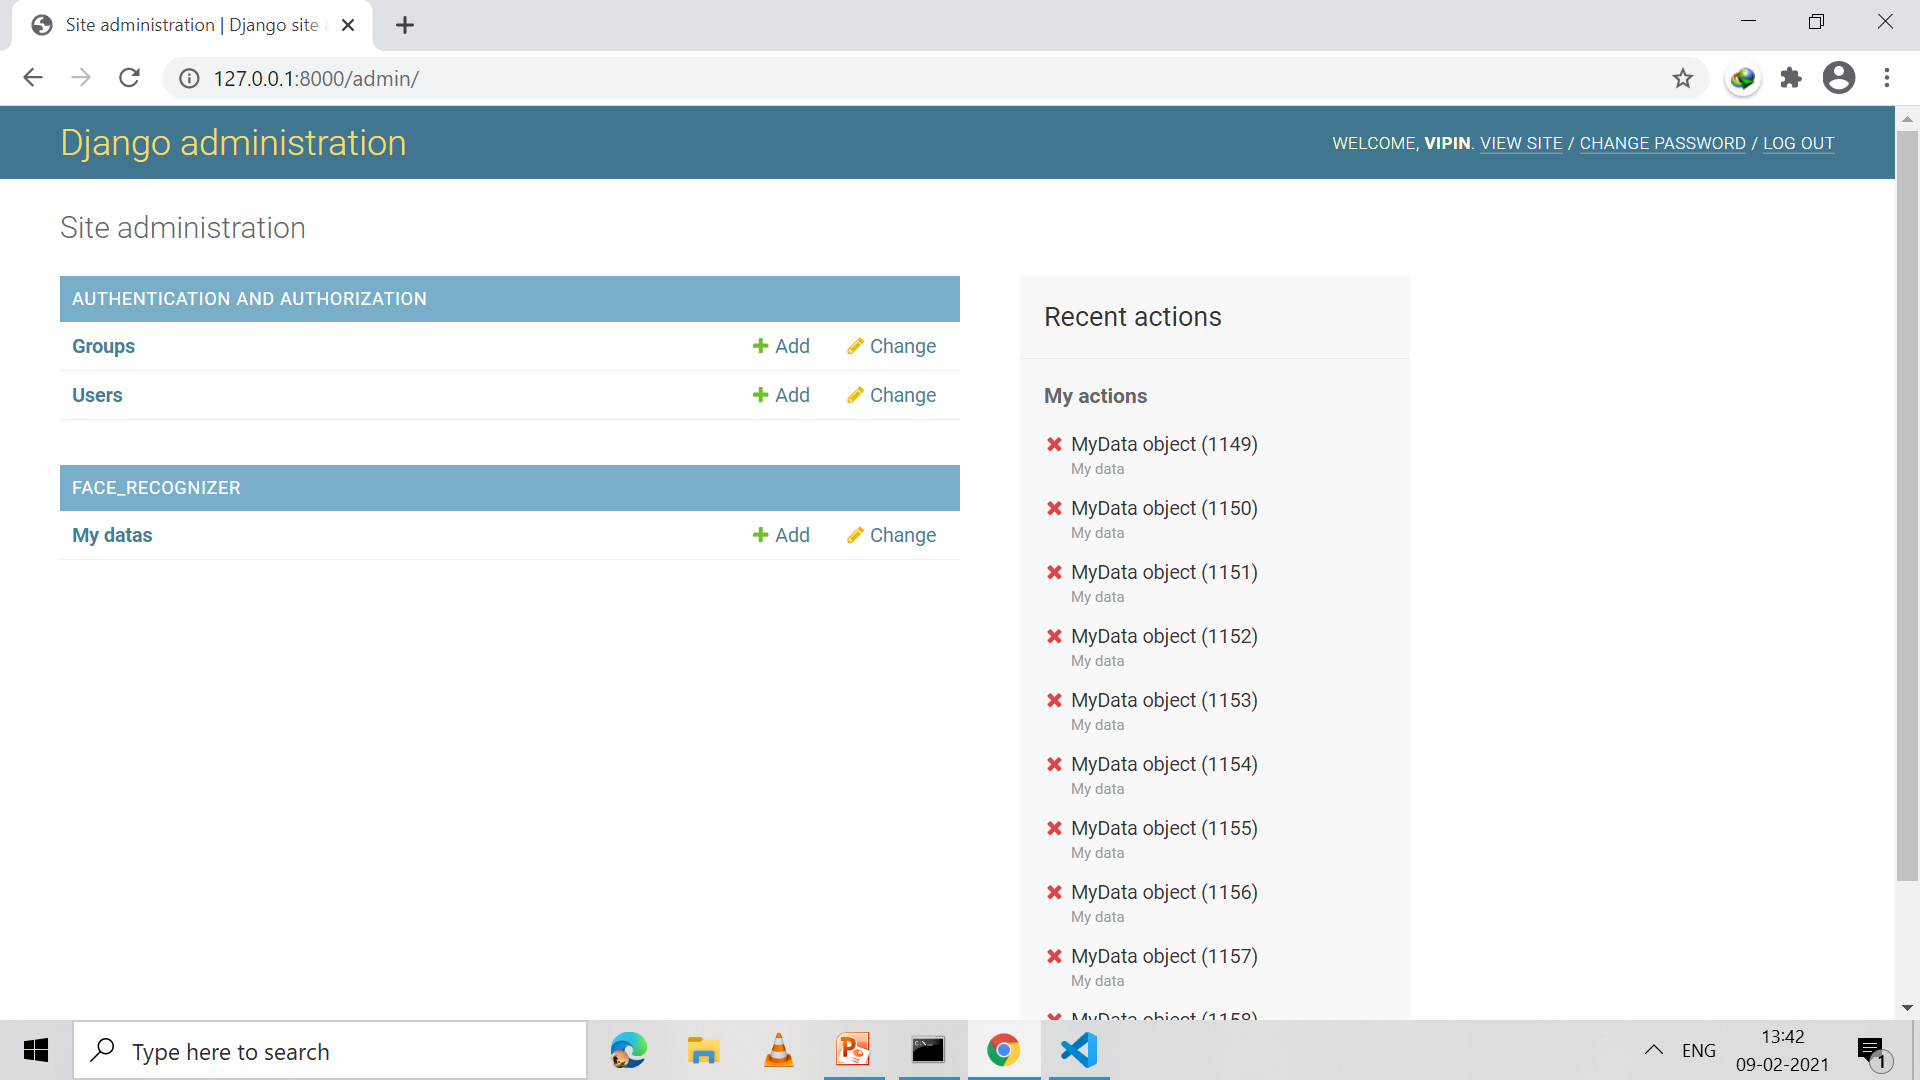 Site administration | Django site a
127.0.0.1:8000/admin/
Django administration
WELCOME, VIPIN. VIEW SITE / CHANGE PASSWORD / LOG OUT
Site administration
AUTHENTICATION AND AUTHORIZATION
Groups Add Change
Users Add Change
FACE_RECOGNIZER
My datas Add Change
Recent actions
My actions
MyData object (1149)
My data
MyData object (1150)
My data
MyData object (1151)
My data
MyData object (1152)
My data
MyData object (1153)
My data
MyData object (1154)
My data
MyData object (1155)
My data
MyData object (1156)
My data
MyData object (1157)
My data
MyData object (1158)
Type here to search
ENG
13:42
09-02-2021
1